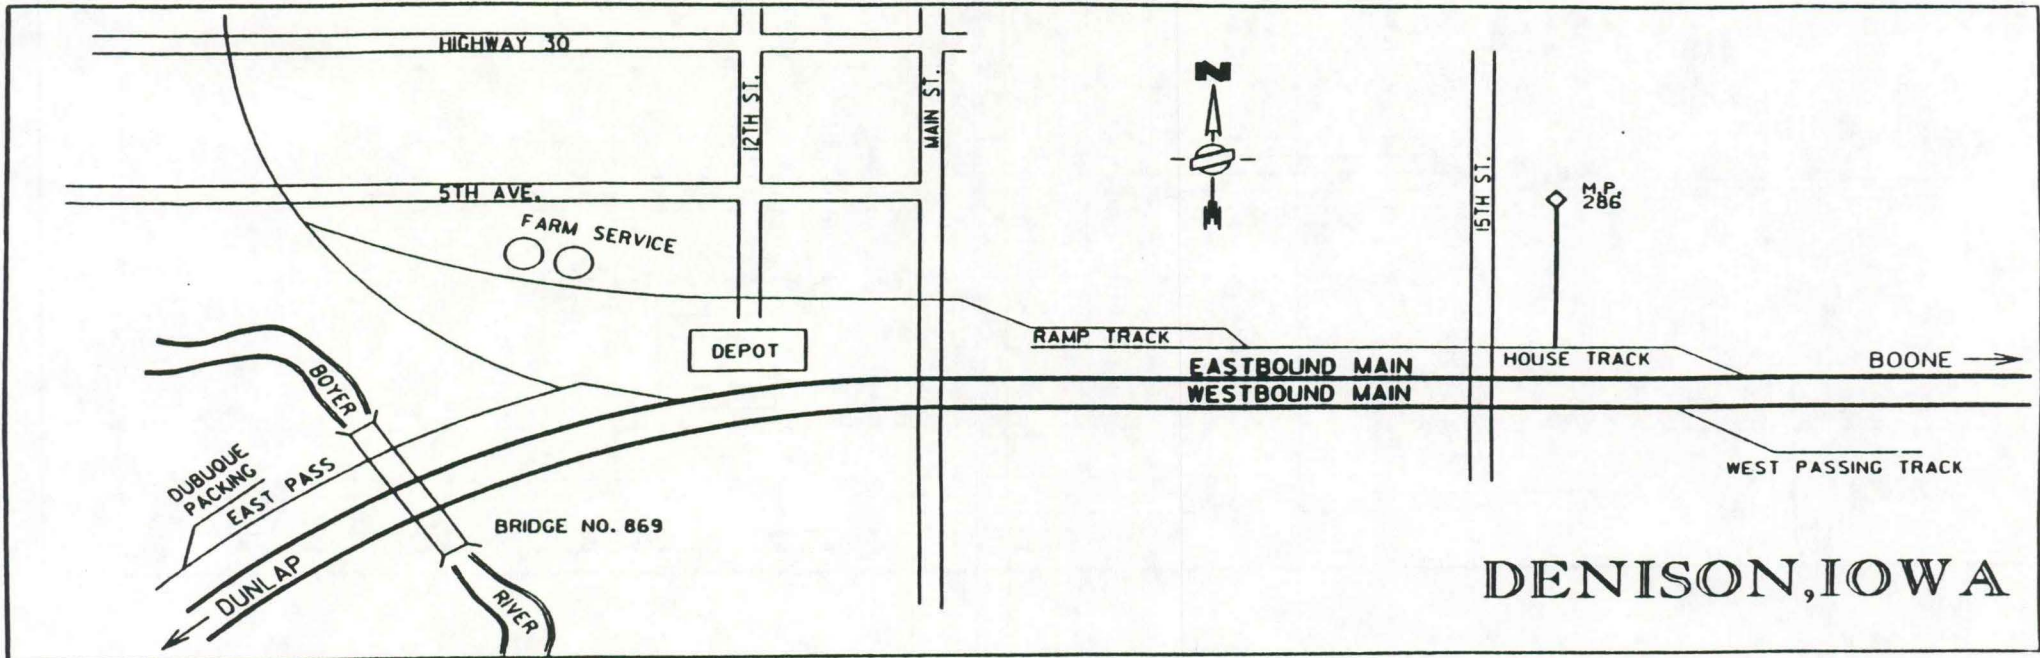 HIGHWAY 30
12TH ST.
MAIN ST.
N
5TH AVE.
FARM SERVICE
15TH ST.
M.P.
286
DEPOT
RAMP TRACK
EASTBOUND MAIN
WESTBOUND MAIN
HOUSE TRACK
BOONE
BOYER
DUBUQUE
PACKING
EAST PASS
WEST PASSING TRACK
BRIDGE NO. 869
DUNLAP
RIVER
DENISON, IOWA